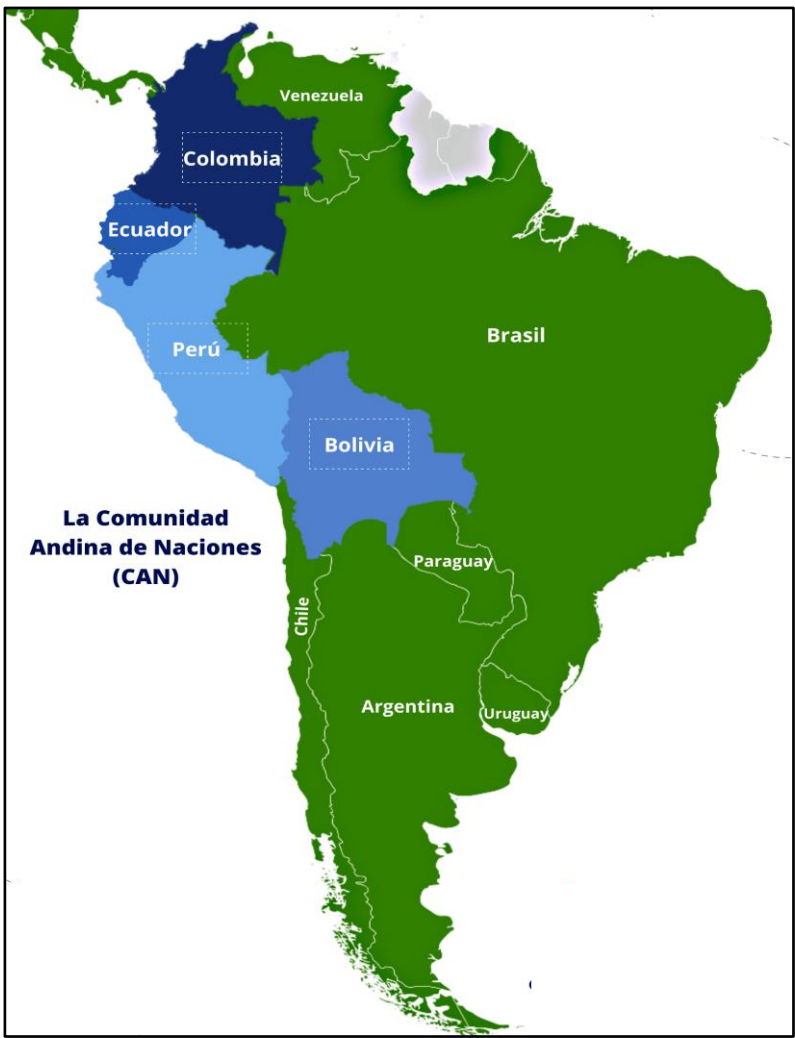 Venezuela
Colombia
Ecuador
Brasil
Perú
Bolivia
La Comunidad
Andina de Naciones
(CAN)
Paraguay
Chile
Argentina
Uruguay